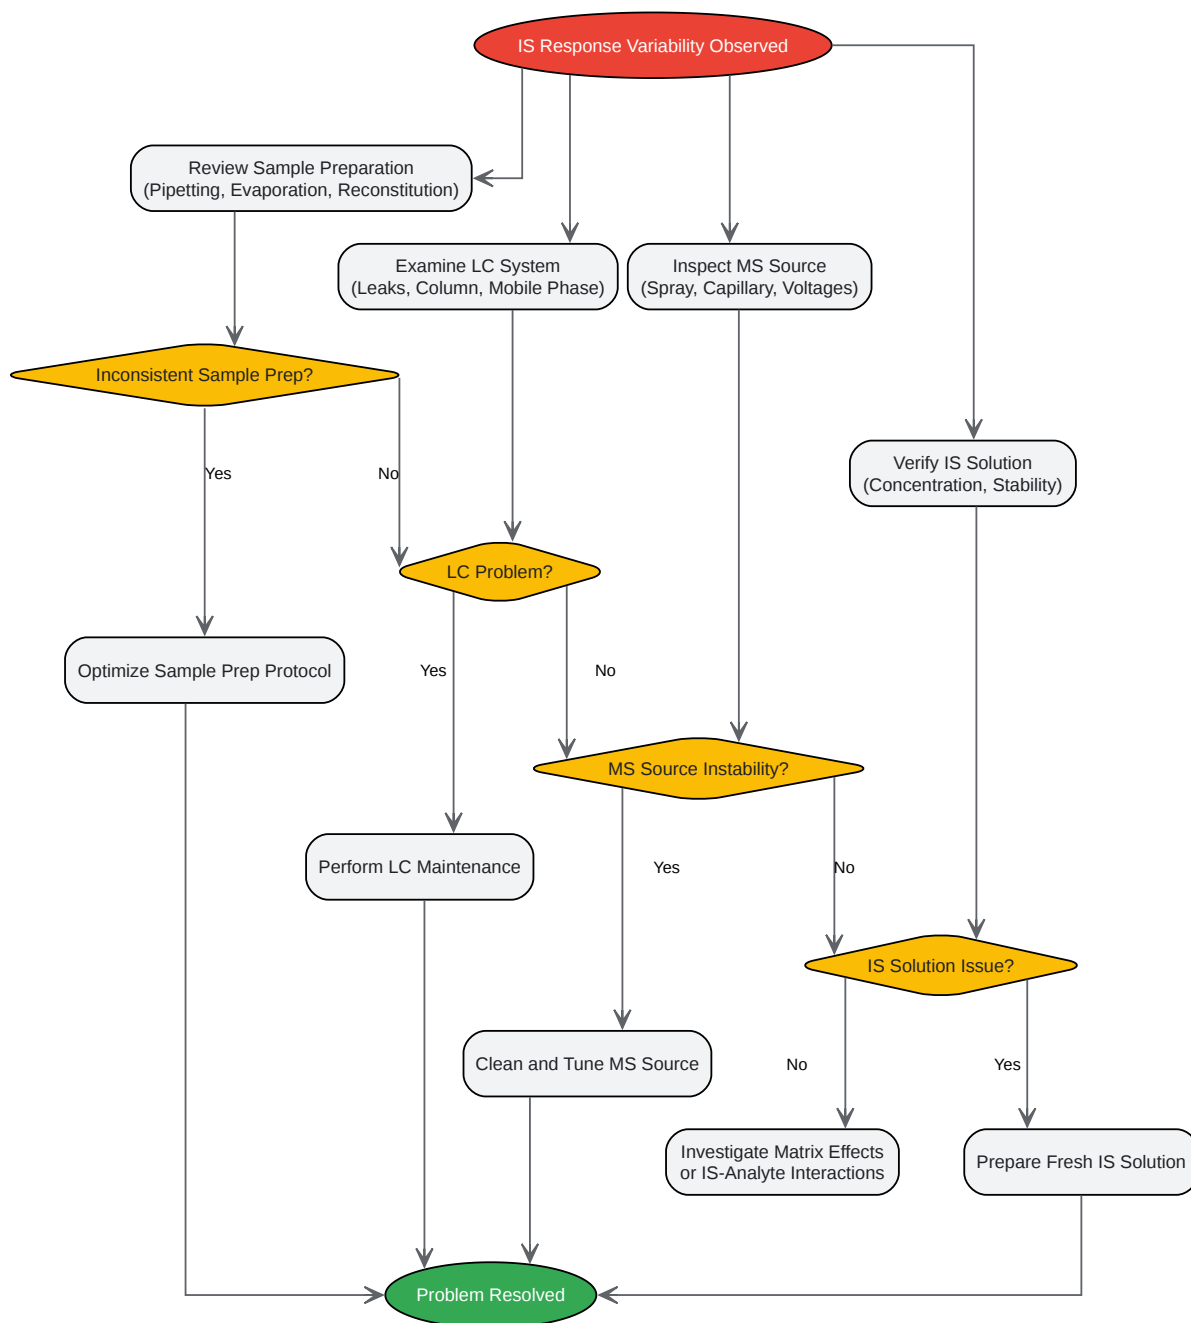 IS Response Variability Observed
Review Sample Preparation
(Pipetting, Evaporation, Reconstitution)
Examine LC System
(Leaks, Column, Mobile Phase)
Inspect MS Source
(Spray, Capillary, Voltages)
Inconsistent Sample Prep?
Verify IS Solution
(Concentration, Stability)
Yes
No
LC Problem?
Optimize Sample Prep Protocol
Yes
No
MS Source Instability?
Perform LC Maintenance
Yes
No
IS Solution Issue?
Clean and Tune MS Source
No
Yes
Investigate Matrix Effects
or IS-Analyte Interactions
Prepare Fresh IS Solution
Problem Resolved